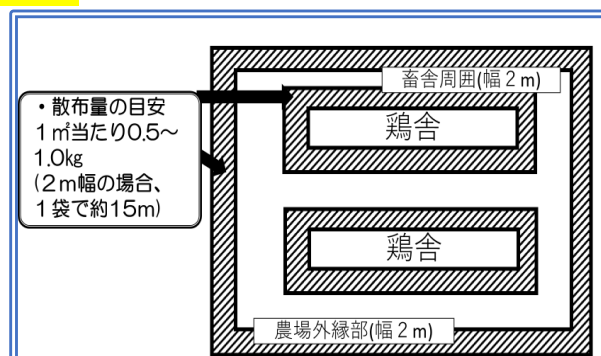 畜舎周囲(幅２ｍ)
・散布量の目安
１㎡当たり0.5～
1.0㎏
(２ｍ幅の場合、
１袋で約15ｍ)
鶏舎
鶏舎
農場外縁部(幅２ｍ)